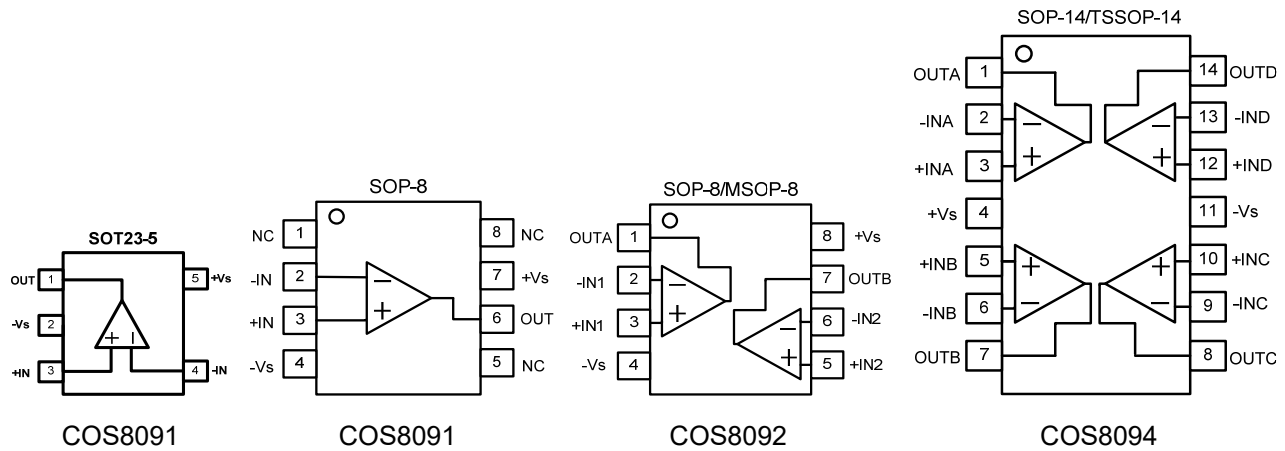 SOT23-5
OUT 1
-Vs 2
+IN 3
5 +Vs
4 -IN
COS8091
SOP-8
NC 1
-IN 2
+IN 3
-Vs 4
8 NC
7 +Vs
6 OUT
5 NC
COS8091
SOP-8/MSOP-8
OUTA 1
-IN1 2
+IN1 3
-Vs 4
8 +Vs
7 OUTB
6 -IN2
5 +IN2
COS8092
SOP-14/TSSOP-14
OUTA 1
-INA 2
+INA 3
+Vs 4
+INB 5
-INB 6
OUTB 7
14 OUTD
13 -IND
12 +IND
11 -Vs
10 +INC
9 -INC
8 OUTC
COS8094